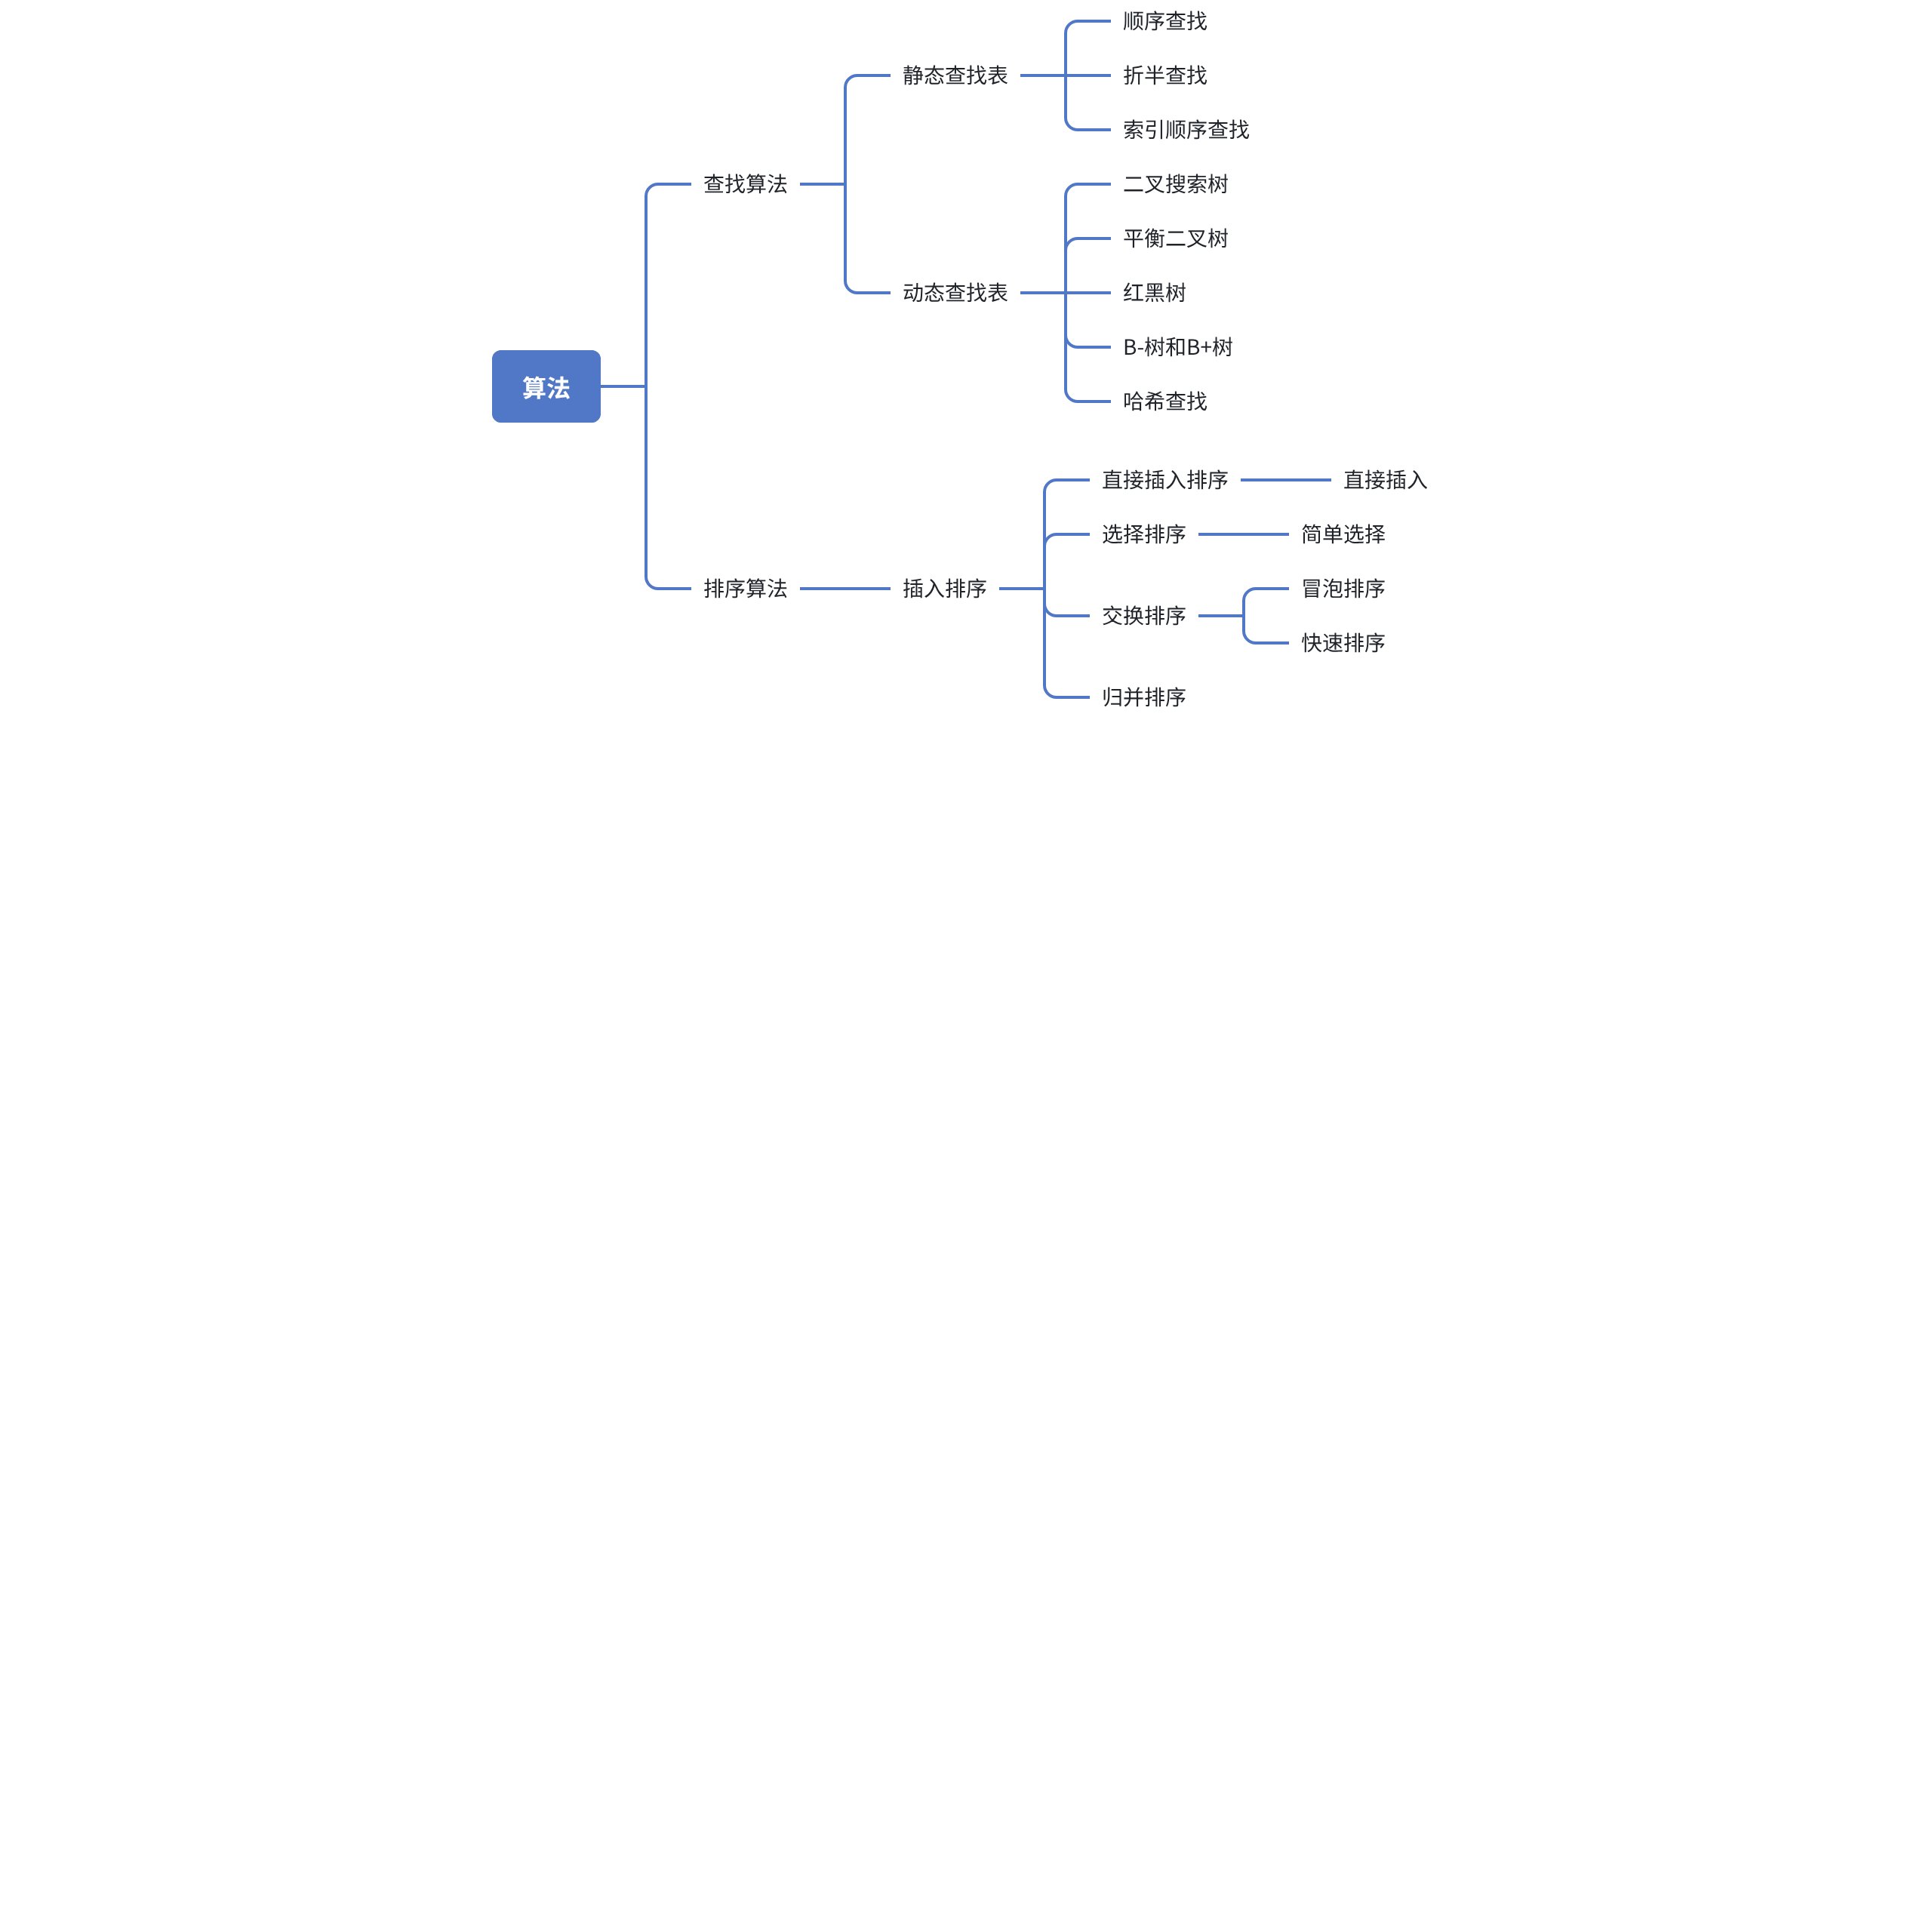 算法
查找算法
静态查找表
顺序查找
折半查找
索引顺序查找
动态查找表
二叉搜索树
平衡二叉树
红黑树
B-树和B+树
哈希查找
排序算法
插入排序
直接插入排序
直接插入
选择排序
简单选择
交换排序
冒泡排序
快速排序
归并排序